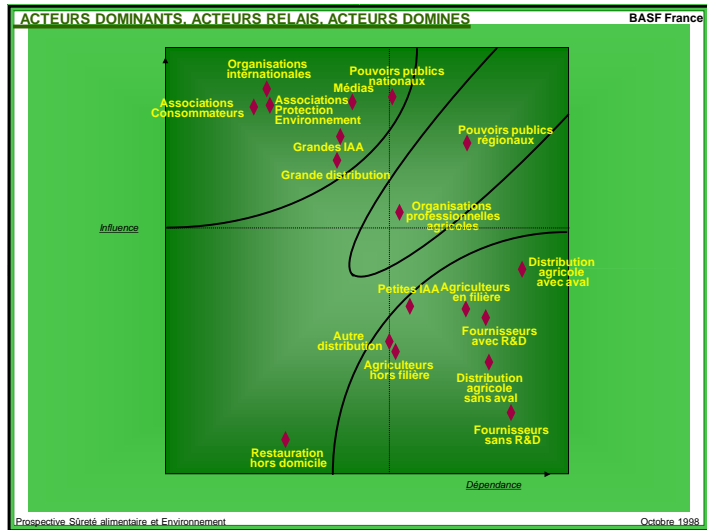 ACTEURS DOMINANTS, ACTEURS RELAIS, ACTEURS DOMINES
BASF France
Organisations
internationales
Pouvoirs publics
nationaux
Médias
Associations
Consommateurs
Associations
Protection
Environnement
Pouvoirs publics
régionaux
Grandes IAA
Grande distribution
Organisations
professionnelles
agricoles
Influence
Distribution
agricole
avec aval
Petites IAA
Agriculteurs
en filière
Fournisseurs
avec R&D
Autre
distribution
Agriculteurs
hors filière
Distribution
agricole
sans aval
Fournisseurs
sans R&D
Restauration
hors domicile
Dépendance
Prospective Sûreté alimentaire et Environnement
Octobre 1998